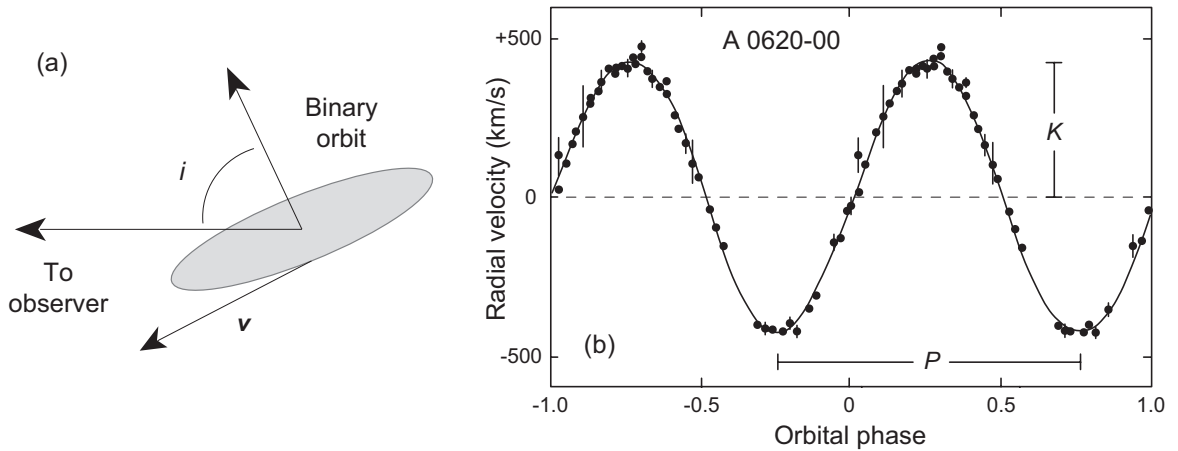 (a)
Binary
orbit
i
To
observer
v
A 0620-00
Radial velocity (km/s)
+500
0
-500
K
P
(b)
-1.0 -0.5 0 0.5 1.0
Orbital phase